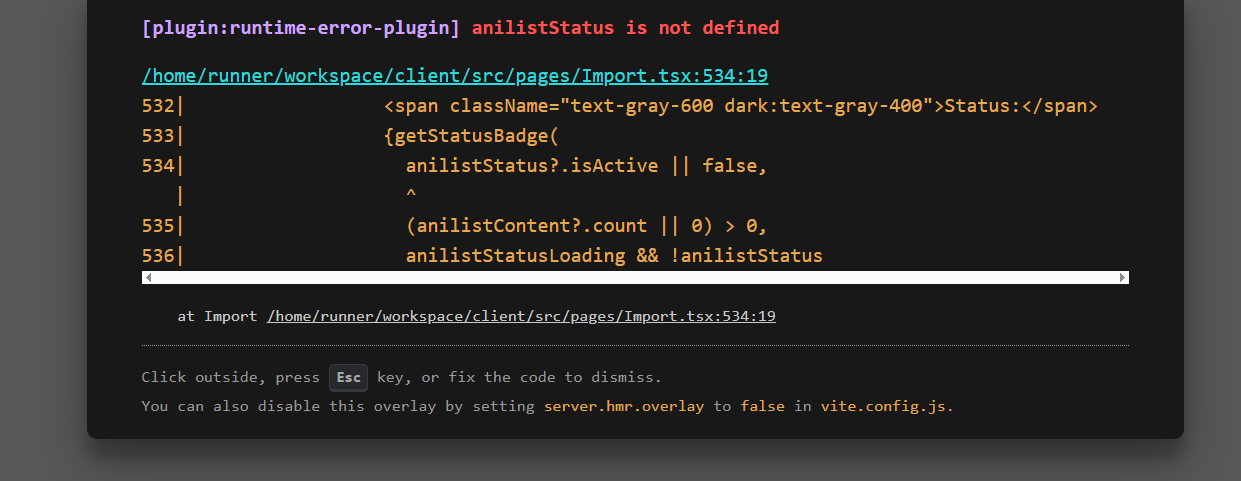 [plugin:runtime-error-plugin] anilistStatus is not defined
/home/runner/workspace/client/src/pages/Import.tsx:534:19
532|                  <span className="text-gray-600 dark:text-gray-400">Status:</span>
533|                  {getStatusBadge(
534|                    anilistStatus?.isActive || false,
   |                    ^
535|                    (anilistContent?.count || 0) > 0,
536|                    anilistStatusLoading && !anilistStatus
at Import /home/runner/workspace/client/src/pages/Import.tsx:534:19
Click outside, press Esc key, or fix the code to dismiss.
You can also disable this overlay by setting server.hmr.overlay to false in vite.config.js.